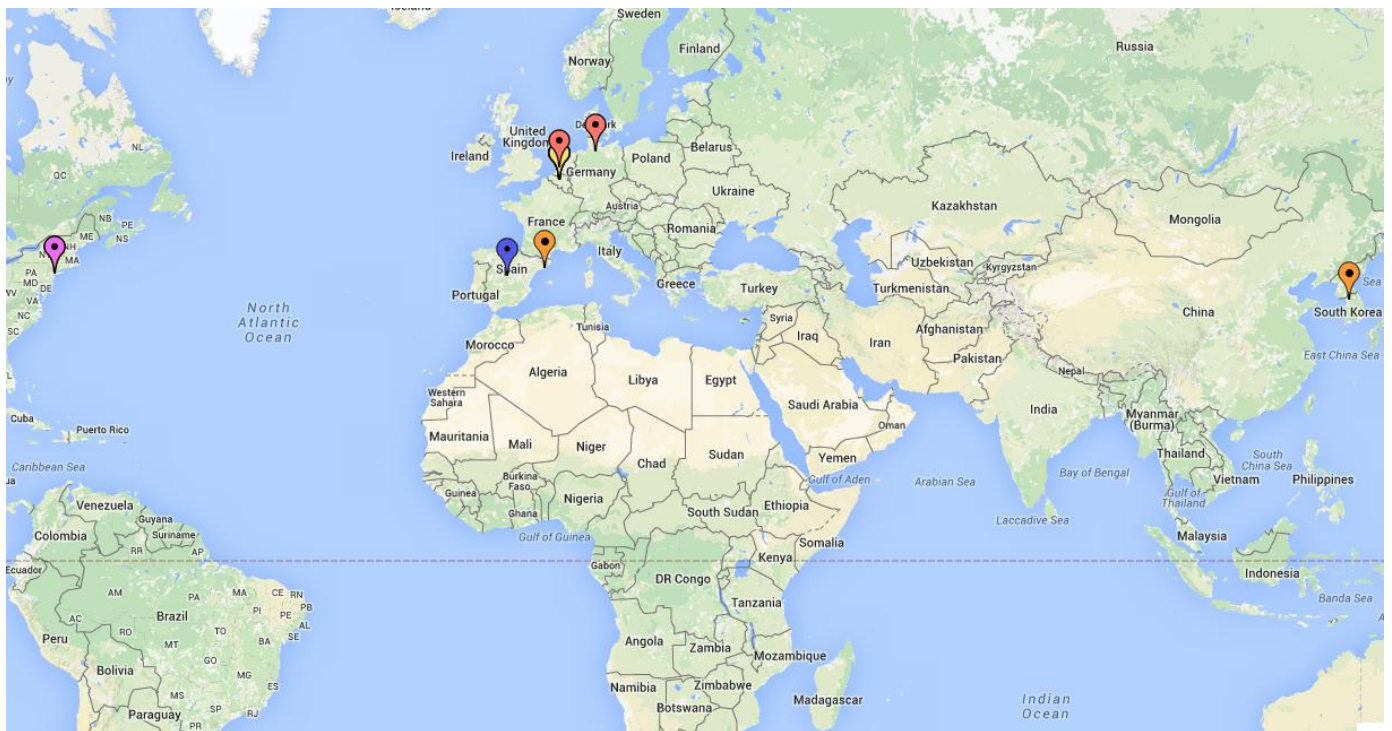 Iceland
Sweden
Finland
Russia
Norway
Denmark
United
Kingdom
Ireland
NL
QC
Belarus
Poland
Germany
Ukraine
Kazakhstan
Mongolia
Austria
NB
PE
ME
NS
NH
MA
France
Romania
Italy
Uzbekistan
Kyrgyzstan
Spain
PA
MD
DE
WV
VA
Portugal
Greece
Turkey
Turkmenistan
Sea
NC
SC
North
Atlantic
Ocean
Tunisia
Syria
Iraq
Iran
Afghanistan
China
South Korea
Morocco
Pakistan
East China Sea
Algeria
Libya
Egypt
Nepal
Western
Sahara
Saudi Arabia
India
Cuba
Puerto Rico
Mauritania
Mali
Niger
Chad
Sudan
Oman
Yemen
Myanmar
(Burma)
Thailand
South
China Sea
Caribbean Sea
Burkina
Faso
Guinea
Ghana
Nigeria
South Sudan
Ethiopia
Gulf of Aden
Arabian Sea
Bay of Bengal
Vietnam
Philippines
Gulf of
Thailand
Venezuela
Guyana
Suriname
Colombia
Gulf of Guinea
Somalia
Laccadive Sea
Malaysia
RR
AP
Ecuador
Gabon
Kenya
DR Congo
Indonesia
AM
PA
MA
CE
RN
PB
PI
PE
AL
SE
Tanzania
Banda Sea
AC
Brazil
RO
TO
BA
MT
Peru
GO
Angola
Zambia
Mozambique
Bolivia
MG
ES
MS
SP
RJ
Namibia
Zimbabwe
Madagascar
Botswana
Paraguay
PR
Indian
Ocean